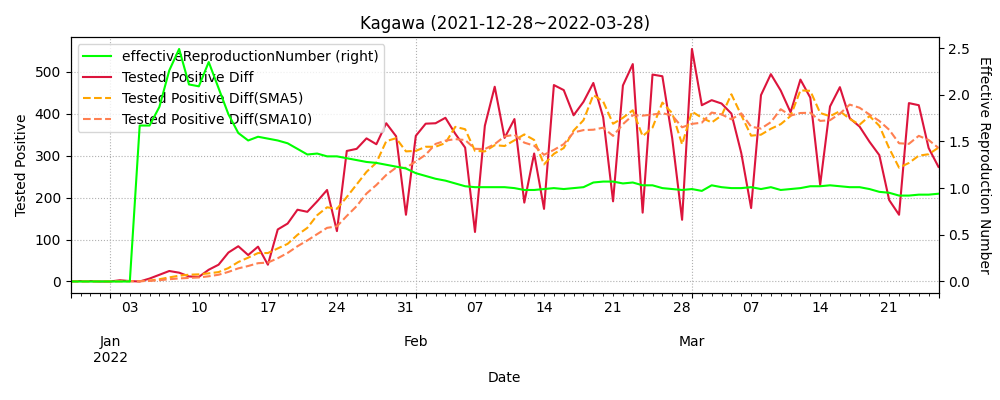 Kagawa (2021-12-28~2022-03-28)
effectiveReproductionNumber (right)
Tested Positive Diff
Tested Positive Diff(SMA5)
Tested Positive Diff(SMA10)
Tested Positive
500
400
300
200
100
0
2.5
2.0
1.5
1.0
0.5
0.0
Effective Reproduction Number
03 10 17 24 31 07 14 21 28 07 14 21
Jan Feb Mar
2022
Date